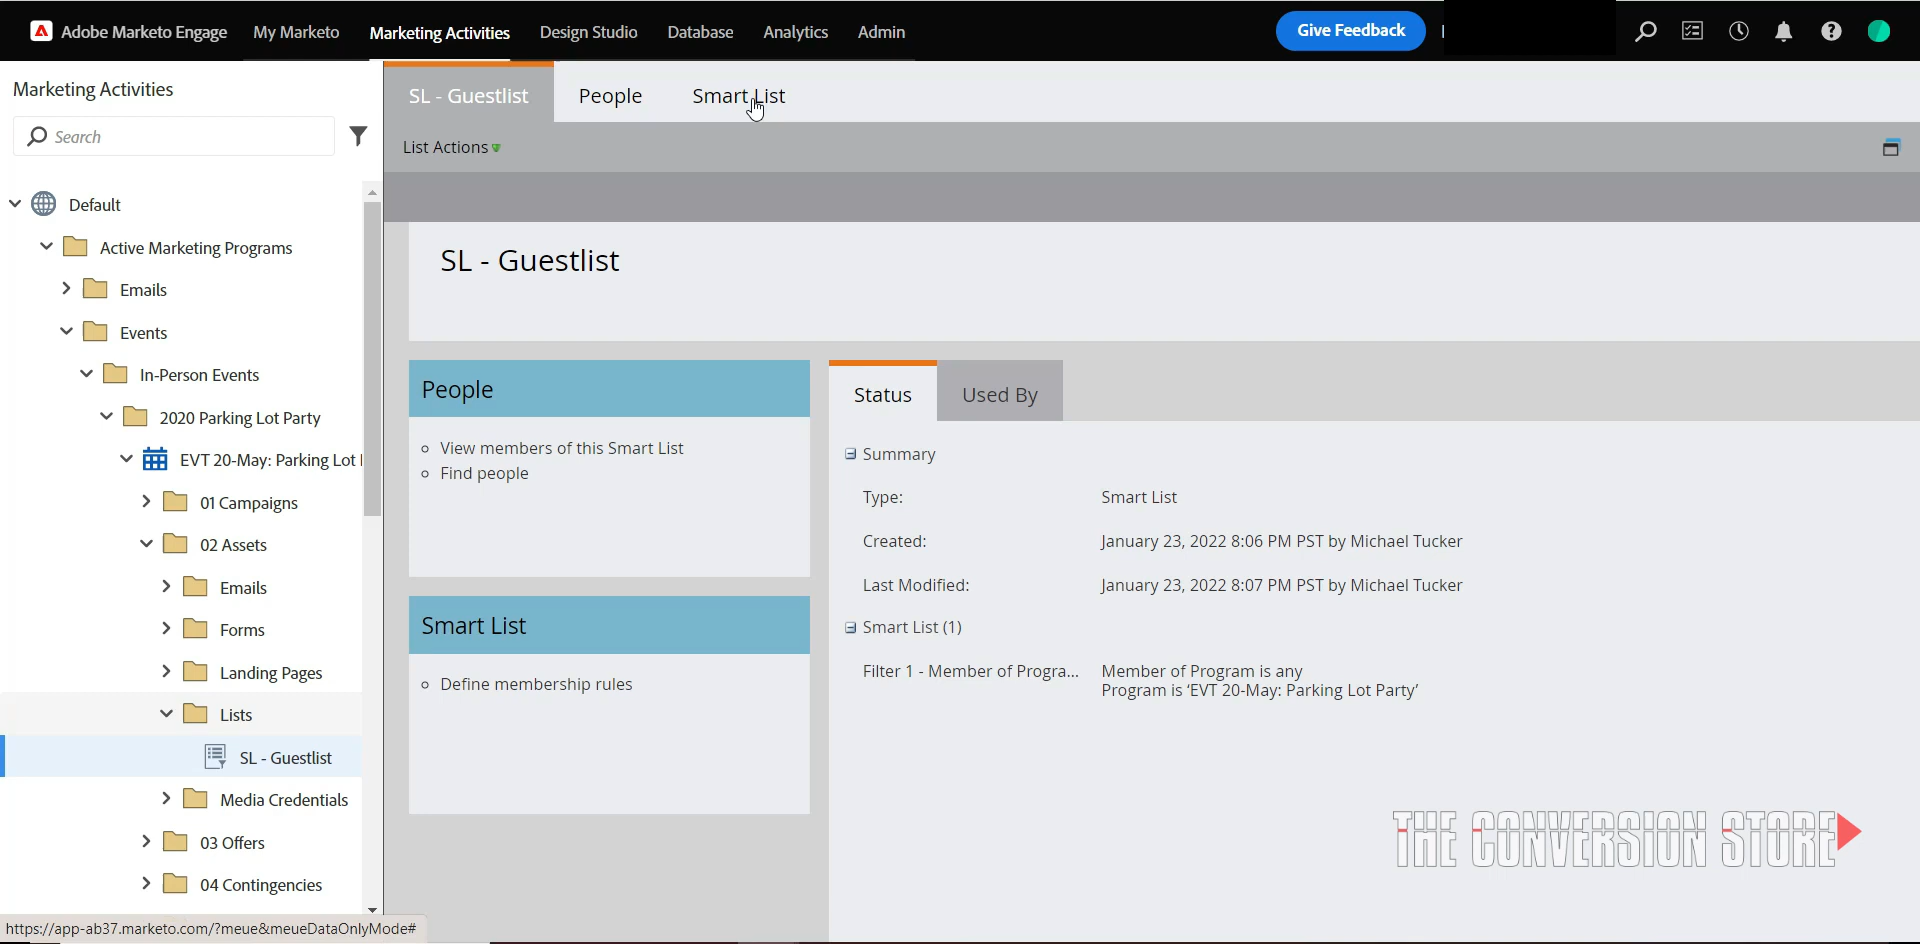 Adobe Marketo Engage My Marketo Marketing Activities Design Studio Database Analytics Admin Give Feedback
Marketing Activities
Search
Default
Active Marketing Programs
Emails
Events
In-Person Events
2020 Parking Lot Party
EVT 20-May: Parking Lot
01 Campaigns
02 Assets
Emails
Forms
Landing Pages
Lists
SL - Guestlist
Media Credentials
03 Offers
04 Contingencies
https://app-ab37.marketo.com/?meue&meueDataOnlyMode#
SL - Guestlist People Smart List
List Actions
SL - Guestlist
People
View members of this Smart List
Find people
Smart List
Define membership rules
Status Used By
Summary
Type: Smart List
Created: January 23, 2022 8:06 PM PST by Michael Tucker
Last Modified: January 23, 2022 8:07 PM PST by Michael Tucker
Smart List (1)
Filter 1 - Member of Progra... Member of Program is any
Program is ‘EVT 20-May: Parking Lot Party’
THE CONVERSION STORE